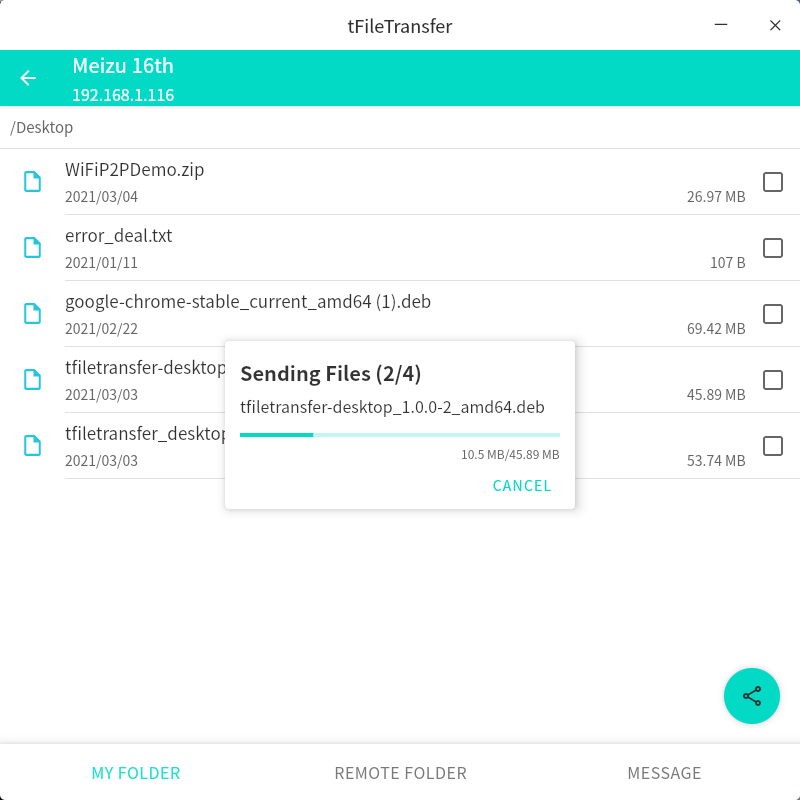 tFileTransfer
Meizu 16th
192.168.1.116
/Desktop
WiFiP2PDemo.zip
2021/03/04
26.97 MB
error_deal.txt
2021/01/11
107 B
google-chrome-stable_current_amd64 (1).deb
2021/02/22
69.42 MB
tfiletransfer-desktop
2021/03/03
45.89 MB
tfiletransfer_desktop
2021/03/03
53.74 MB
Sending Files (2/4)
tfiletransfer-desktop_1.0.0-2_amd64.deb
10.5 MB/45.89 MB
CANCEL
MY FOLDER
REMOTE FOLDER
MESSAGE